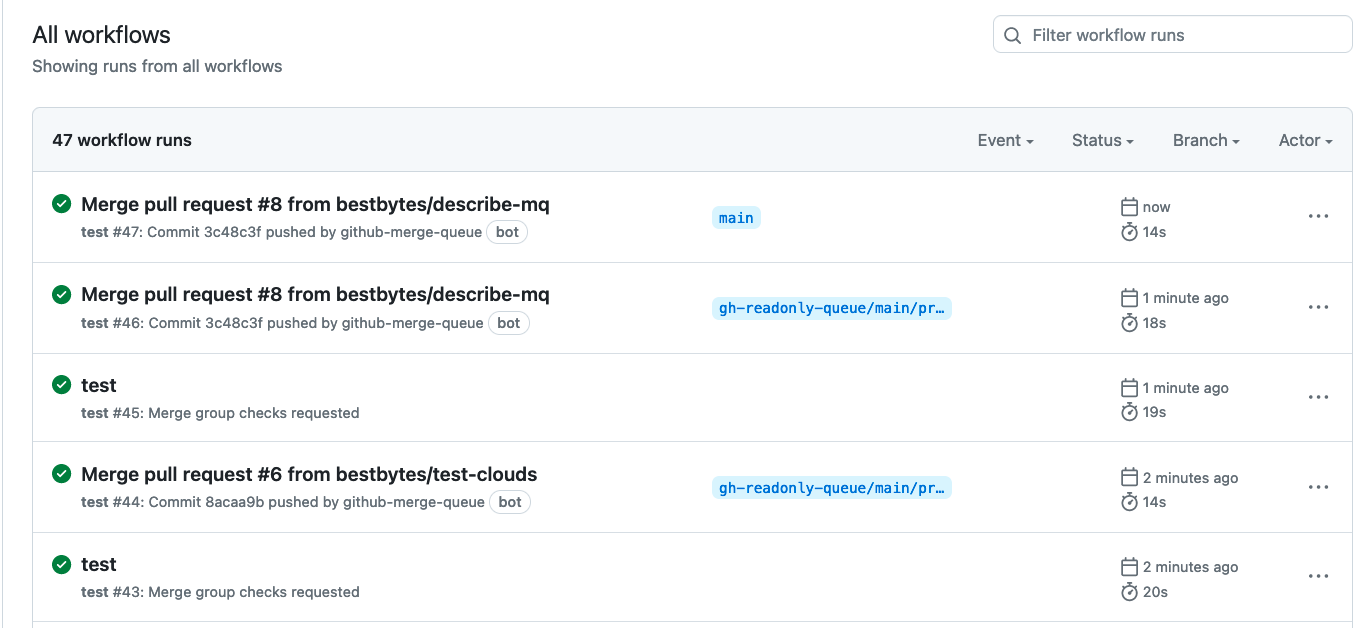 All workflows
Filter workflow runs
Showing runs from all workflows
47 workflow runs
Event
Status
Branch
Actor
Merge pull request #8 from bestbytes/describe-mq
test #47: Commit 3c48c3f pushed by github-merge-queue bot
main
now
14s
Merge pull request #8 from bestbytes/describe-mq
test #46: Commit 3c48c3f pushed by github-merge-queue bot
gh-readonly-queue/main/pr…
1 minute ago
18s
test
test #45: Merge group checks requested
1 minute ago
19s
Merge pull request #6 from bestbytes/test-clouds
test #44: Commit 8acaa9b pushed by github-merge-queue bot
gh-readonly-queue/main/pr…
2 minutes ago
14s
test
test #43: Merge group checks requested
2 minutes ago
20s